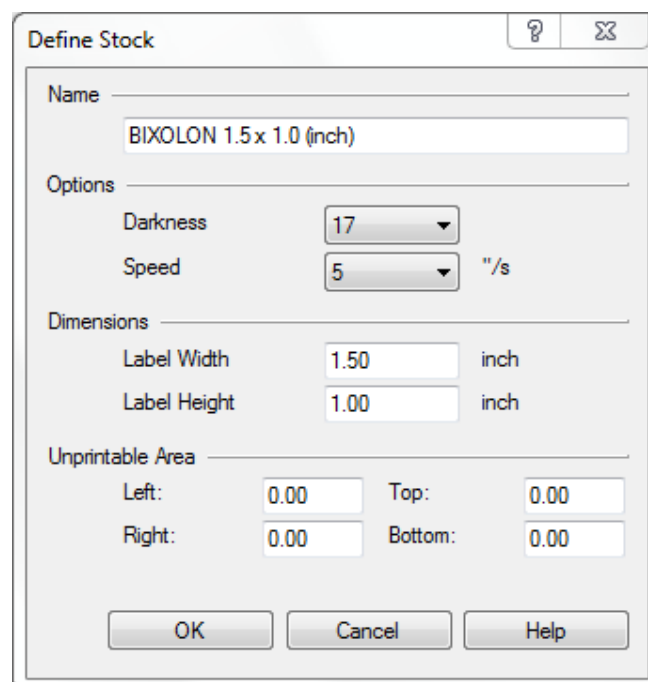 Define Stock
Name
BIXOLON 1.5 x 1.0 (inch)
Options
Darkness 17
Speed 5 "/s
Dimensions
Label Width 1.50 inch
Label Height 1.00 inch
Unprintable Area
Left: 0.00 Top: 0.00
Right: 0.00 Bottom: 0.00
OK Cancel Help